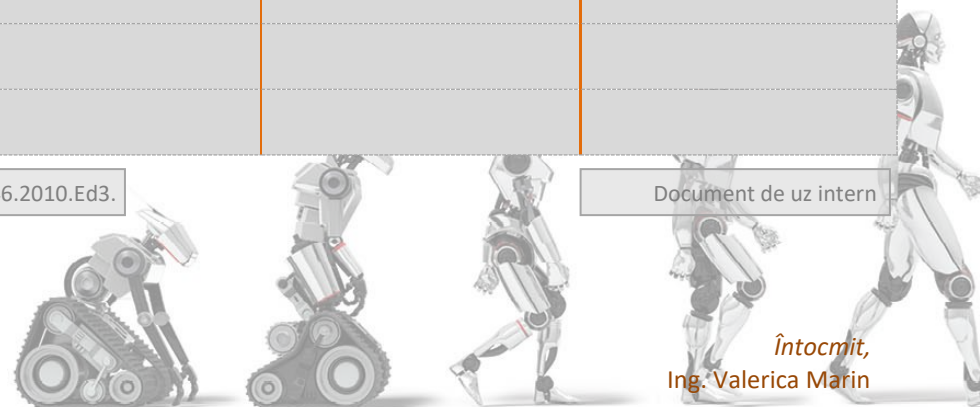 6.2010.Ed3.
Document de uz intern
Întocmit,
Ing. Valerica Marin